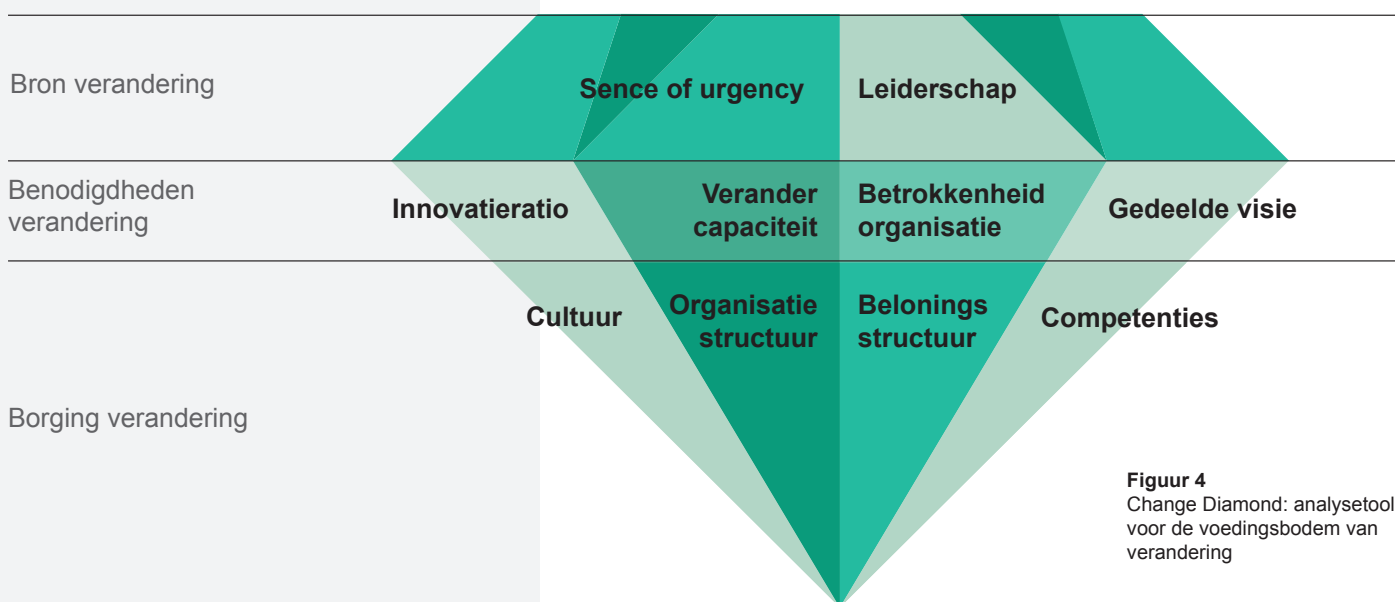 Bron verandering
Sence of urgency
Leiderschap
Benodigdheden
verandering
Innovatieratio
Verander
capaciteit
Betrokkenheid
organisatie
Gedeelde visie
Cultuur
Organisatie
structuur
Belonings
structuur
Competenties
Borging verandering
Figuur 4
Change Diamond: analysetool
voor de voedingsbodem van
verandering